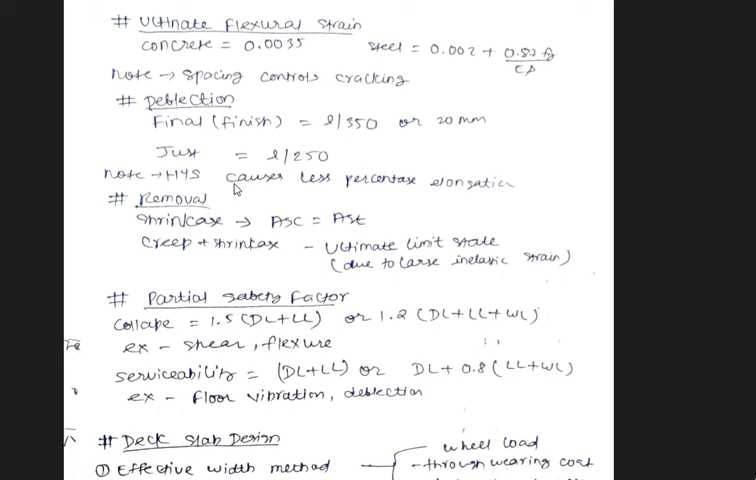 # Ultimate Flexural Strain
concrete = 0.0035 Steel = 0.002 + 0.87 fy / Es
Note → Spacing controls cracking
# Deflection
Final (finish) = l/350 or 20 mm
Just = l/250
Note → HYS causes less percentage elongation
# Removal
Shrinkage → Asc = Ast
Creep + Shrinkage - Ultimate limit state
(due to large inelastic strain)
# Partial Safety Factor
Collapse = 1.5 (DL+LL) or 1.2 (DL+LL+WL)
ex - shear, flexure
Serviceability = (DL+LL) or DL+0.8 (LL+WL)
ex - Floor vibration, deflection
# Deck Slab Design
wheel load
① Effective width method - through wearing coat